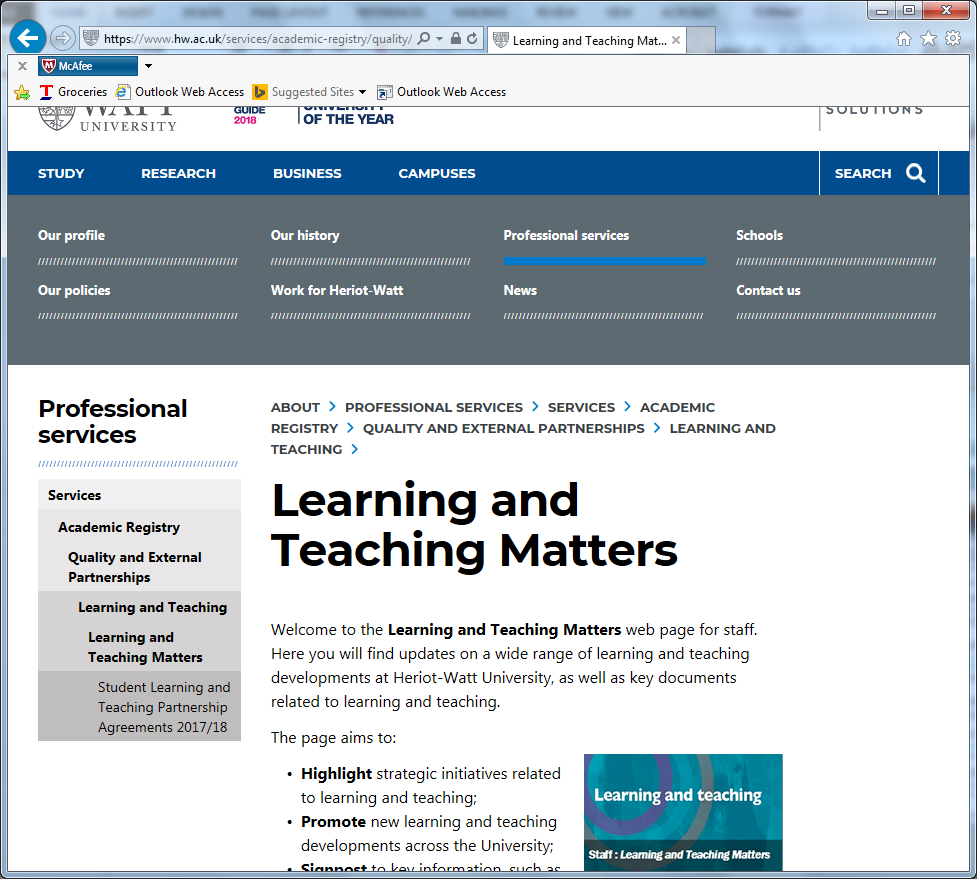 https://www.hw.ac.uk/services/academic-registry/quality/
Learning and Teaching Mat...
McAfee
Groceries
Outlook Web Access
Suggested Sites
Outlook Web Access
WATT
UNIVERSITY
GUIDE
2018
UNIVERSITY
OF THE YEAR
SOLUTIONS
STUDY
RESEARCH
BUSINESS
CAMPUSES
SEARCH
Our profile
Our history
Professional services
Schools
Our policies
Work for Heriot-Watt
News
Contact us
Professional
services
Services
Academic Registry
Quality and External
Partnerships
Learning and Teaching
Learning and
Teaching Matters
Student Learning and
Teaching Partnership
Agreements 2017/18
ABOUT > PROFESSIONAL SERVICES > SERVICES > ACADEMIC
REGISTRY > QUALITY AND EXTERNAL PARTNERSHIPS > LEARNING AND
TEACHING >
Learning and
Teaching Matters
Welcome to the Learning and Teaching Matters web page for staff.
Here you will find updates on a wide range of learning and teaching
developments at Heriot-Watt University, as well as key documents
related to learning and teaching.
The page aims to:
• Highlight strategic initiatives related
to learning and teaching;
• Promote new learning and teaching
developments across the University;
• Signpost to key information, such as
Learning and teaching
Staff : Learning and Teaching Matters